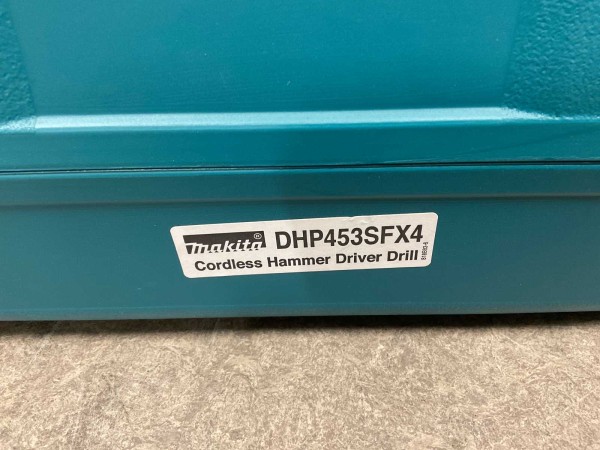 makita® DHP453SFX4
Cordless Hammer Driver Drill